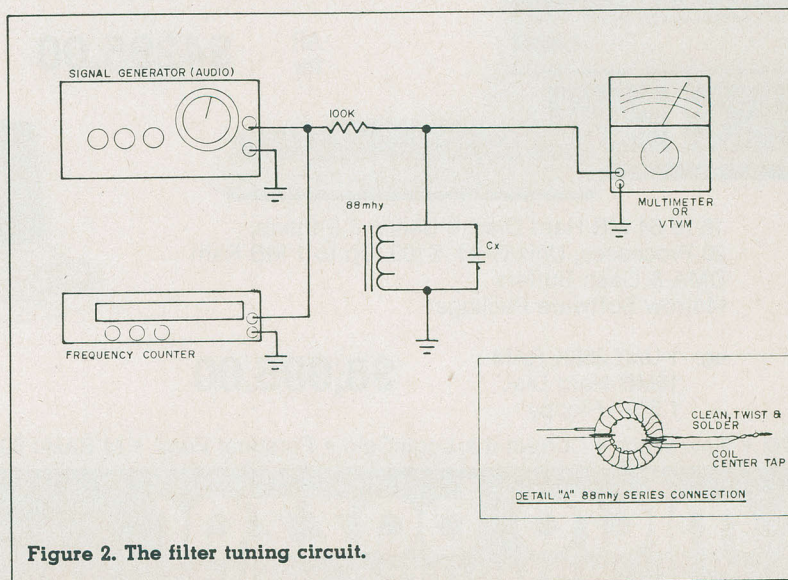 SIGNAL GENERATOR (AUDIO)
100K
88mhy
Cx
MULTIMETER
OR
VTVM
FREQUENCY COUNTER
CLEAN, TWIST &
SOLDER
COIL
CENTER TAP
DETAIL "A" 88mhy SERIES CONNECTION
Figure 2. The filter tuning circuit.